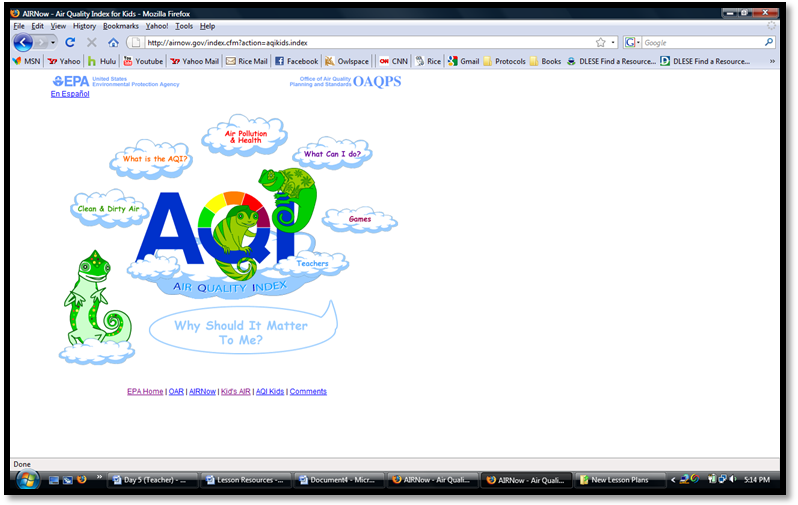 AIRNow - Air Quality Index for Kids - Mozilla Firefox
File Edit View History Bookmarks Yahoo! Tools Help
http://airnow.gov/index.cfm?action=aqikids.index
Google
MSN Yahoo Hulu Youtube Yahoo Mail Rice Mail Facebook Owlspace CNN Rice Gmail Protocols Books DLESE Find a Resource... DLESE Find a Resource... »
EPA United States
Environmental Protection Agency
Office of Air Quality
Planning and Standards OAQPS
En Español
Air Pollution
& Health
What is the AQI?
What Can I do?
Clean & Dirty Air
Games
AQI
Teachers
AIR QUALITY INDEX
Why Should It Matter
To Me?
EPA Home | OAR | AIRNow | Kid's AIR | AQI Kids | Comments
Done
Day 5 (Teacher) - ... Lesson Resources -... Document4 - Micr... AIRNow - Air Quali... AIRNow - Air Quali... New Lesson Plans 5:14 PM